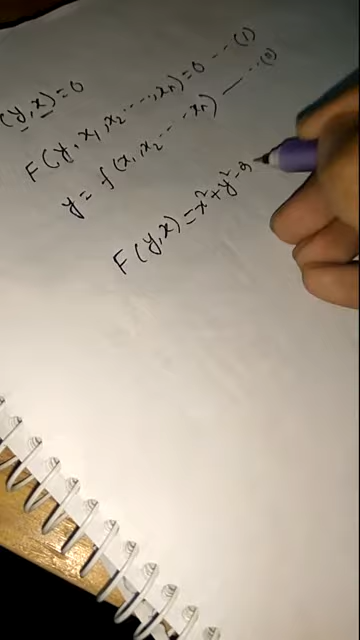 (y, x) = 0
F(y, x₁, x₂ ....., xₙ) = 0 --- (1)
y = f(x₁, x₂ --- xₙ) — --- (2)
F(y, x) = x² + y² - 9